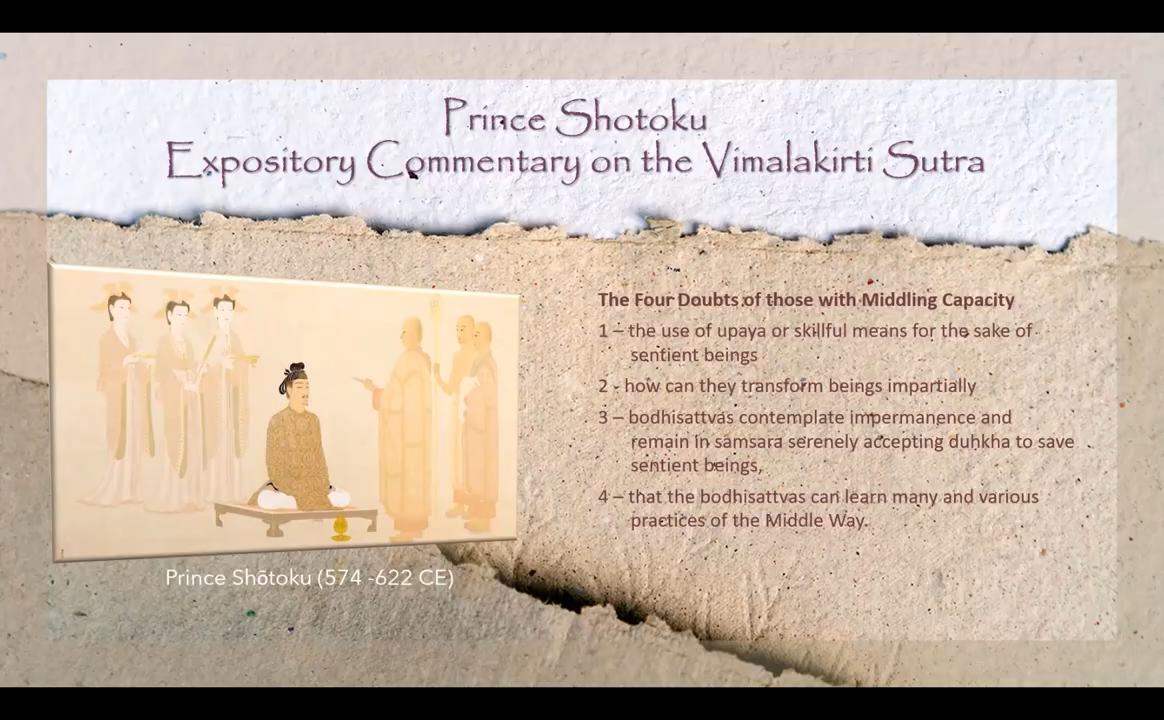 Prince Shotoku
Expository Commentary on the Vimalakirti Sutra
The Four Doubts of those with Middling Capacity
1 – the use of upaya or skillful means for the sake of
sentient beings
2 - how can they transform beings impartially
3 – bodhisattvas contemplate impermanence and
remain in samsara serenely accepting duḥkha to save
sentient beings,
4 – that the bodhisattvas can learn many and various
practices of the Middle Way.
Prince Shōtoku (574 -622 CE)